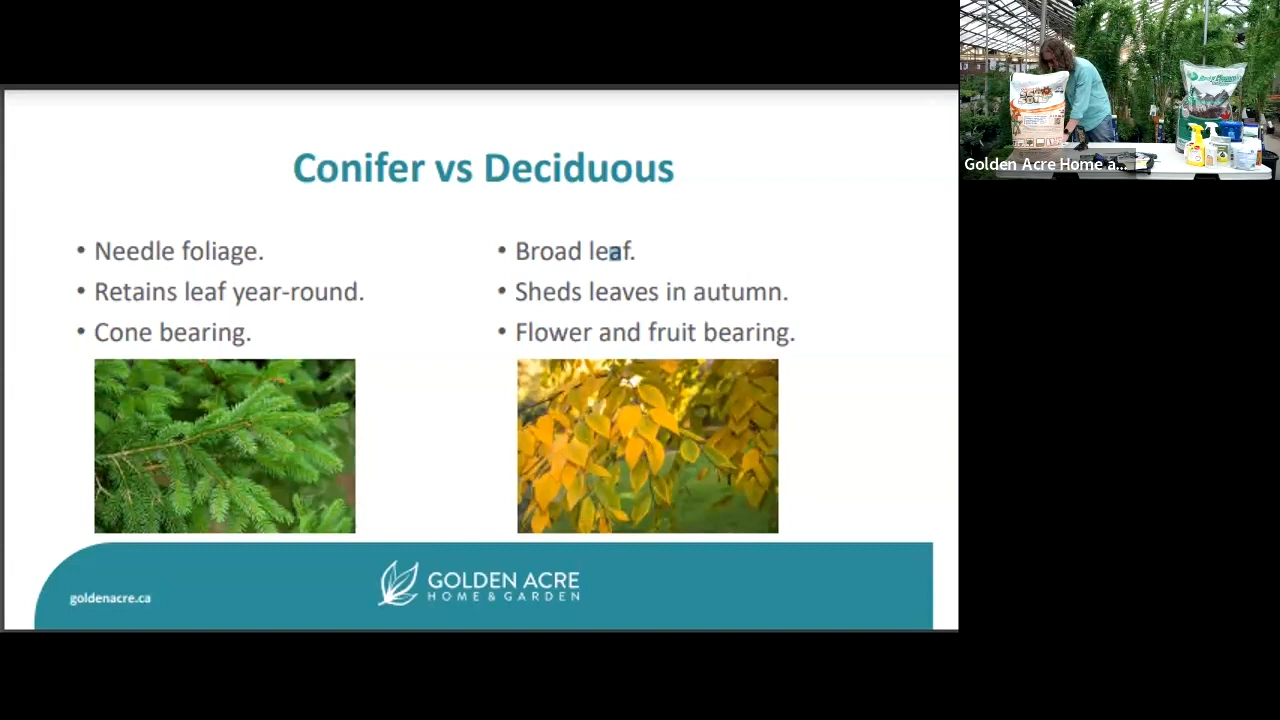 Conifer vs Deciduous
• Needle foliage.
• Retains leaf year-round.
• Cone bearing.
• Broad leaf.
• Sheds leaves in autumn.
• Flower and fruit bearing.
goldenacre.ca
GOLDEN ACRE
HOME & GARDEN
Golden Acre Home a...